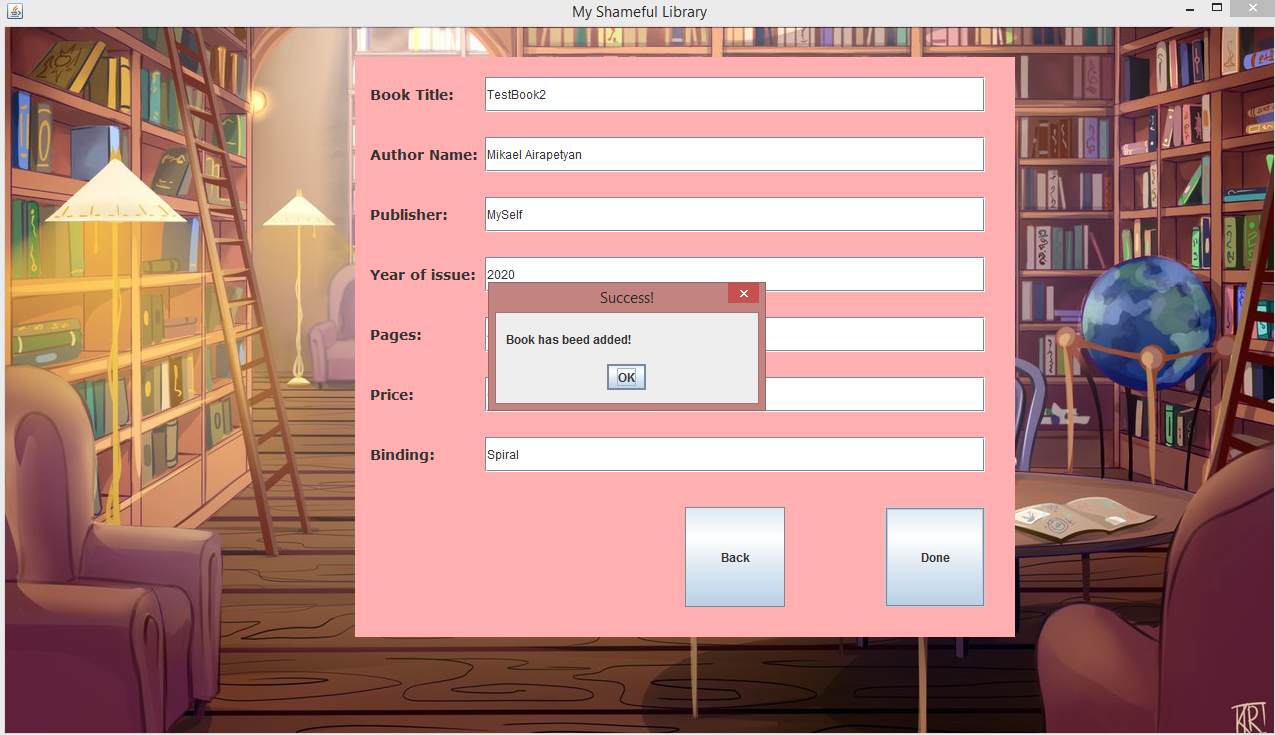 My Shameful Library
Book Title: TestBook2
Author Name: Mikael Airapetyan
Publisher: MySelf
Year of issue: 2020
Success!
Book has beed added!
OK
Pages:
Price:
Binding: Spiral
Back Done